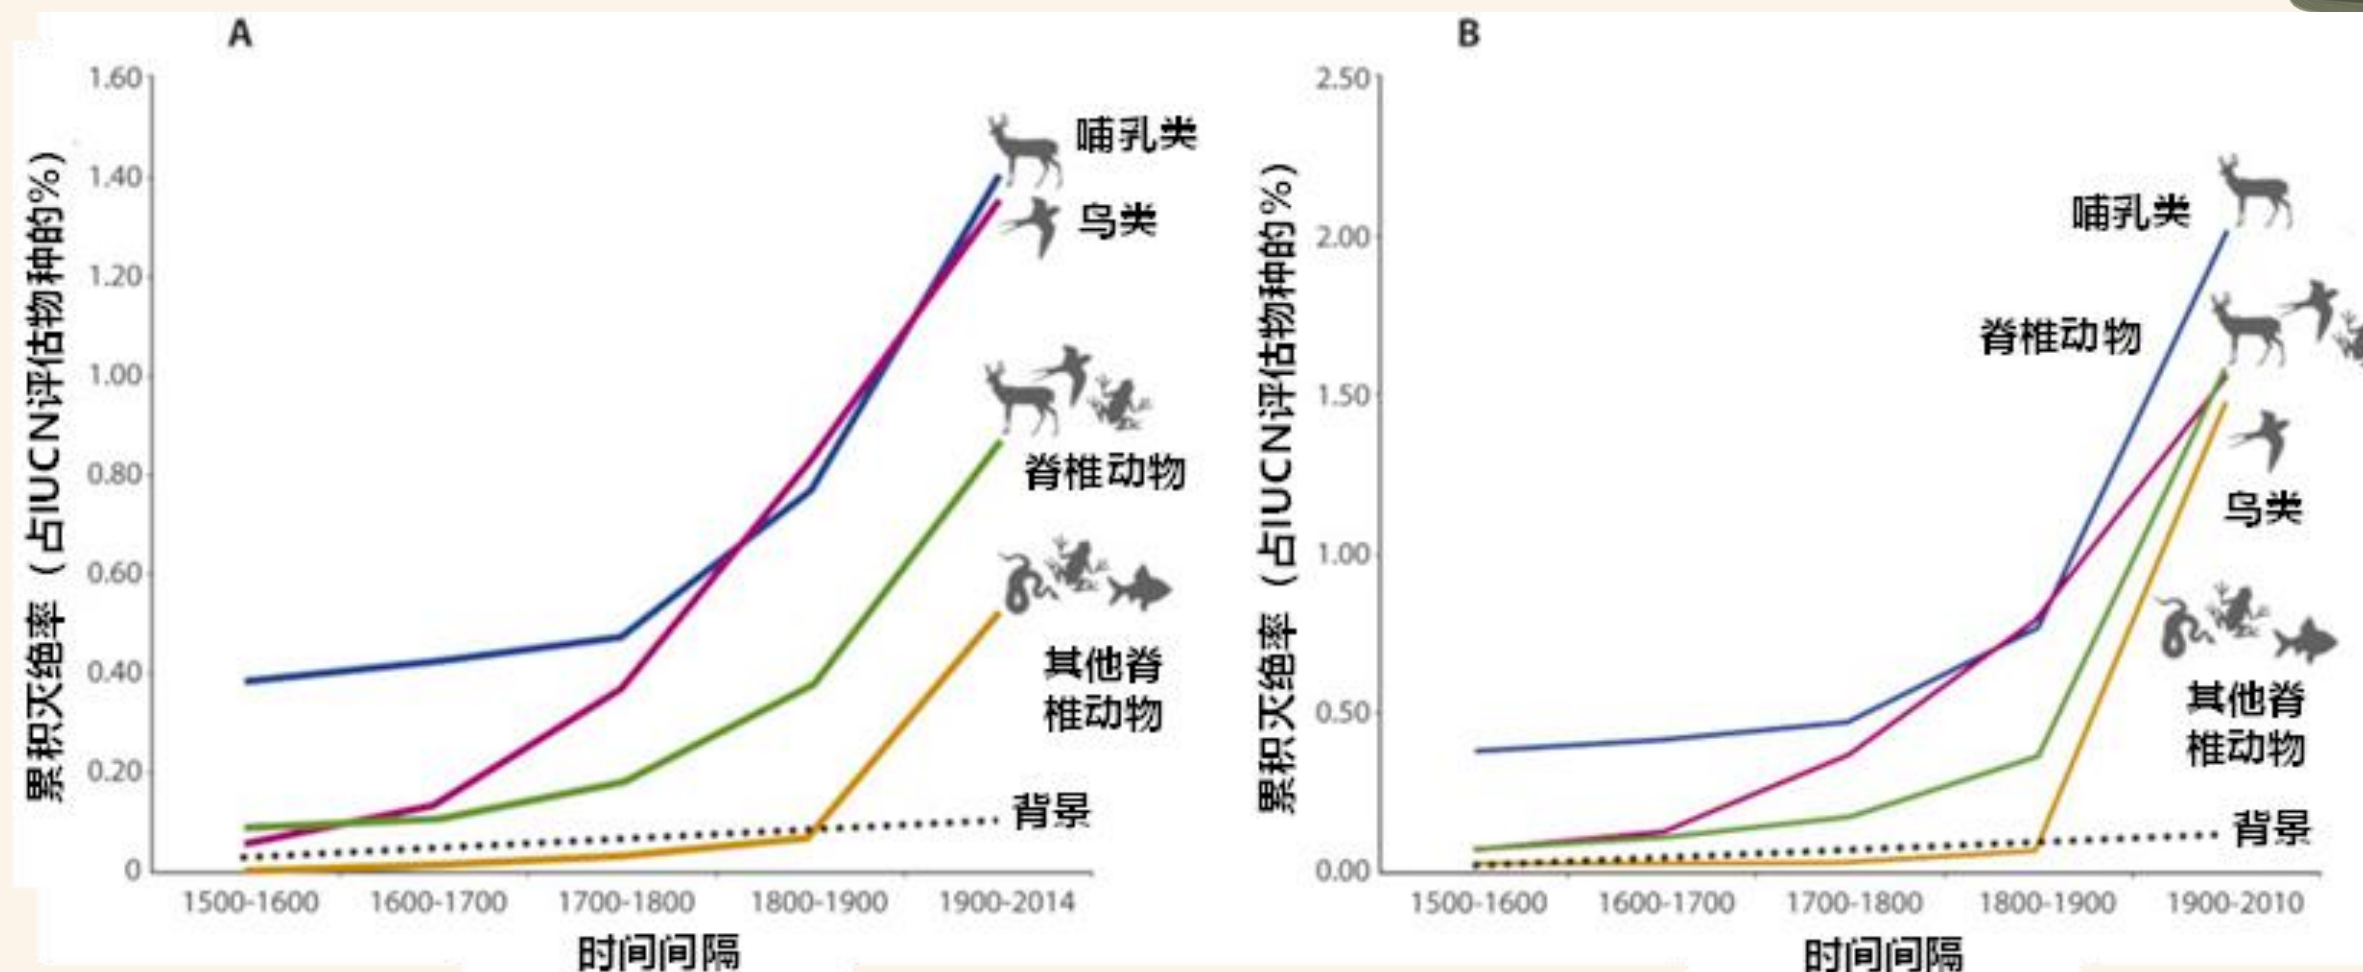 A
累积灭绝率（占IUCN评估物种的%）
1.60
1.40
1.20
1.00
0.80
0.60
0.40
0.20
0
哺乳类
鸟类
脊椎动物
其他脊
椎动物
背景
1500-1600 1600-1700 1700-1800 1800-1900 1900-2014
时间间隔
B
累积灭绝率（占IUCN评估物种的%）
2.50
2.00
1.50
1.00
0.50
0.00
哺乳类
脊椎动物
鸟类
其他脊
椎动物
背景
1500-1600 1600-1700 1700-1800 1800-1900 1900-2010
时间间隔